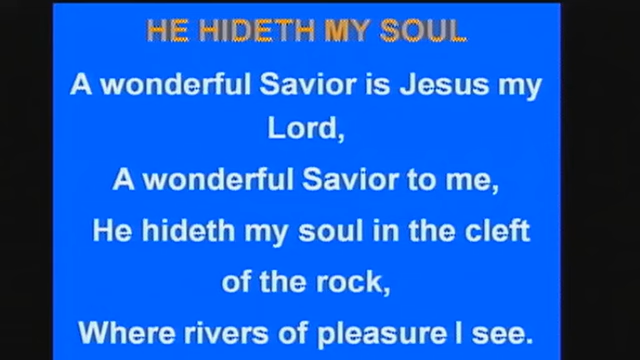 HE HIDETH MY SOUL
A wonderful Savior is Jesus my
Lord,
A wonderful Savior to me,
He hideth my soul in the cleft
of the rock,
Where rivers of pleasure I see.